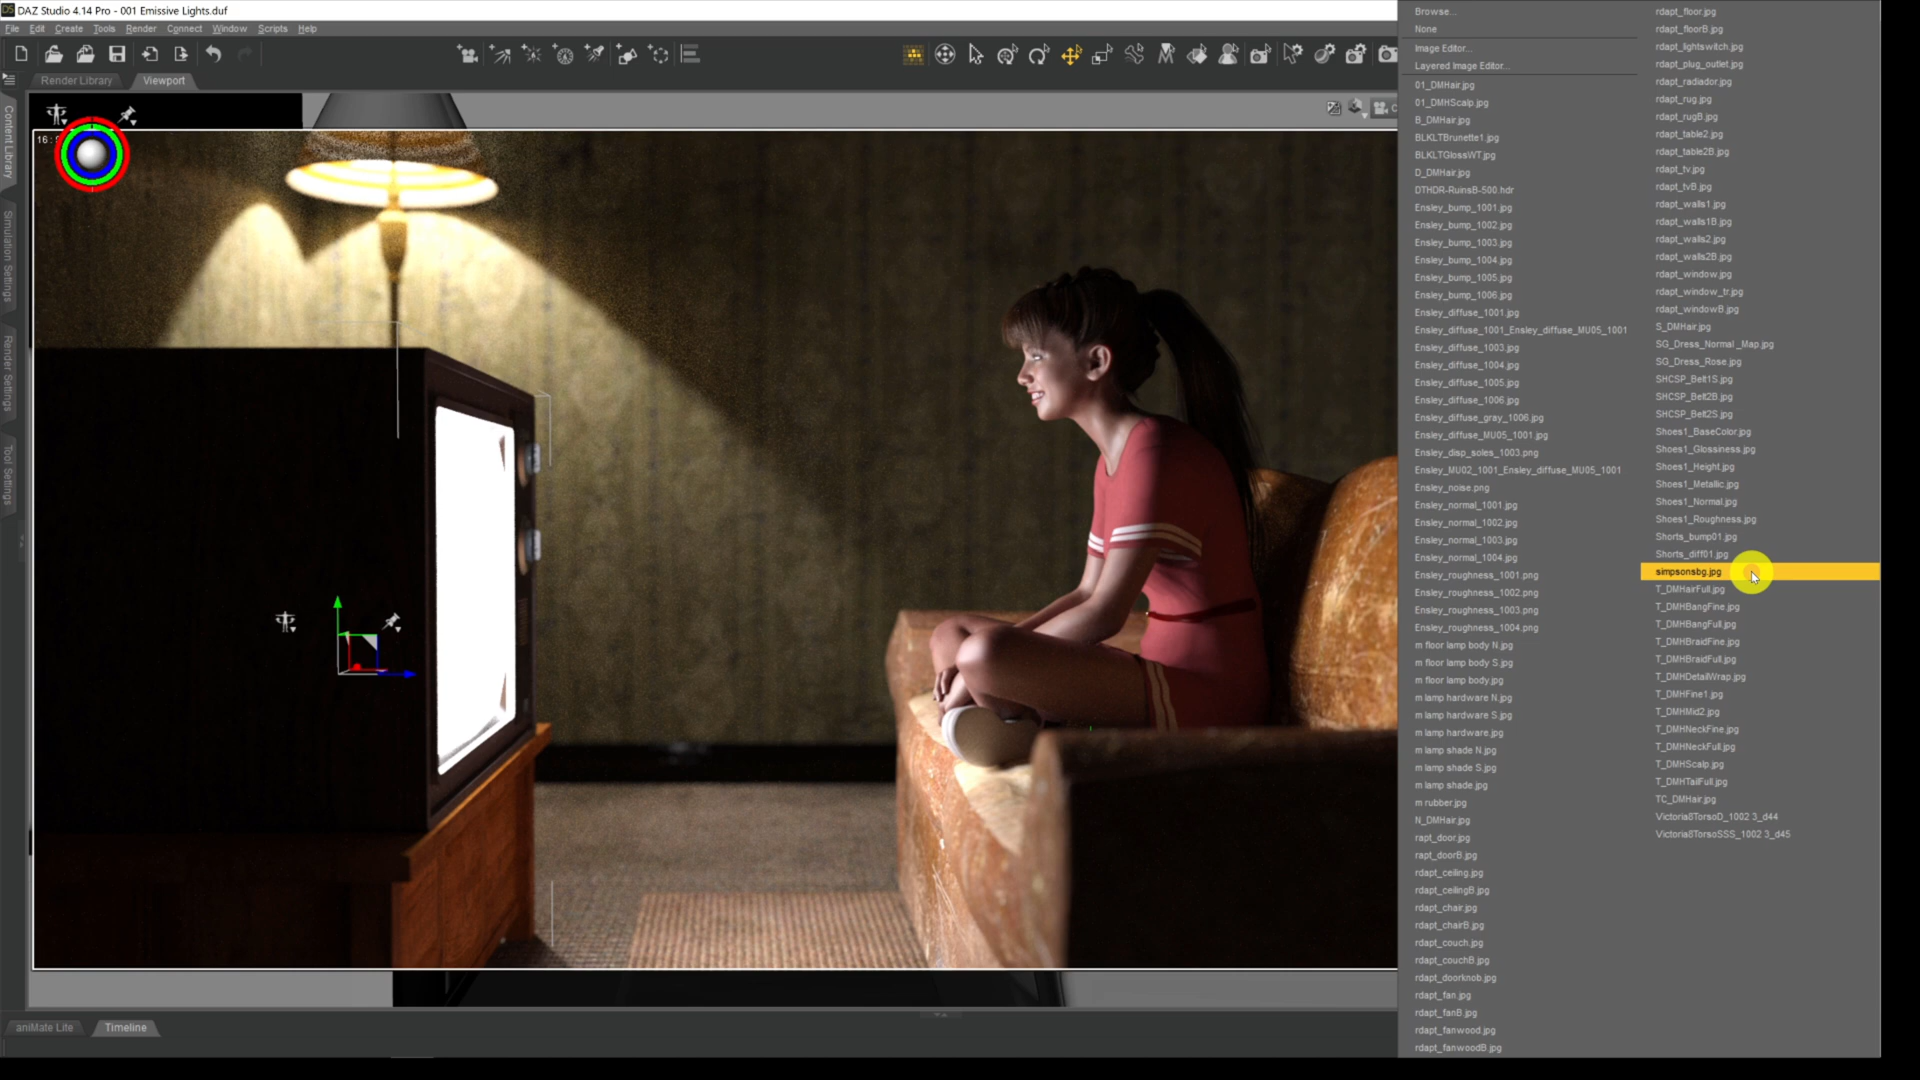 DAZ Studio 4.14 Pro - 001 Emissive Lights.duf
File Edit Create Tools Render Connect Window Scripts Help
Render Library Viewport
Content Library
Simulation Settings
Render Settings
Tool Settings
aniMate Lite Timeline
Browse...
None
Image Editor...
Layered Image Editor...
01_DMHair.jpg
01_DMHScalp.jpg
B_DMHair.jpg
BLKLTBrunette1.jpg
BLKLTGlossWT.jpg
D_DMHair.jpg
DTHDR-RuinsB-500.hdr
Ensley_bump_1001.jpg
Ensley_bump_1002.jpg
Ensley_bump_1003.jpg
Ensley_bump_1004.jpg
Ensley_bump_1005.jpg
Ensley_bump_1006.jpg
Ensley_diffuse_1001.jpg
Ensley_diffuse_1001_Ensley_diffuse_MU05_1001
Ensley_diffuse_1003.jpg
Ensley_diffuse_1004.jpg
Ensley_diffuse_1005.jpg
Ensley_diffuse_1006.jpg
Ensley_diffuse_gray_1006.jpg
Ensley_diffuse_MU05_1001.jpg
Ensley_disp_soles_1003.png
Ensley_MU02_1001_Ensley_diffuse_MU05_1001
Ensley_noise.png
Ensley_normal_1001.jpg
Ensley_normal_1002.jpg
Ensley_normal_1003.jpg
Ensley_normal_1004.jpg
Ensley_roughness_1001.png
Ensley_roughness_1002.png
Ensley_roughness_1003.png
Ensley_roughness_1004.png
m floor lamp body N.jpg
m floor lamp body S.jpg
m floor lamp body.jpg
m lamp hardware N.jpg
m lamp hardware S.jpg
m lamp hardware.jpg
m lamp shade N.jpg
m lamp shade S.jpg
m lamp shade.jpg
m rubber.jpg
N_DMHair.jpg
rapt_door.jpg
rapt_doorB.jpg
rdapt_ceiling.jpg
rdapt_ceilingB.jpg
rdapt_chair.jpg
rdapt_chairB.jpg
rdapt_couch.jpg
rdapt_couchB.jpg
rdapt_doorknob.jpg
rdapt_fan.jpg
rdapt_fanB.jpg
rdapt_fanwood.jpg
rdapt_fanwoodB.jpg
rdapt_floor.jpg
rdapt_floorB.jpg
rdapt_lightswitch.jpg
rdapt_plug_outlet.jpg
rdapt_radiador.jpg
rdapt_rug.jpg
rdapt_rugB.jpg
rdapt_table2.jpg
rdapt_table2B.jpg
rdapt_tv.jpg
rdapt_tvB.jpg
rdapt_walls1.jpg
rdapt_walls1B.jpg
rdapt_walls2.jpg
rdapt_walls2B.jpg
rdapt_window.jpg
rdapt_window_tr.jpg
rdapt_windowB.jpg
S_DMHair.jpg
SG_Dress_Normal _Map.jpg
SG_Dress_Rose.jpg
SHCSP_Belt1S.jpg
SHCSP_Belt2B.jpg
SHCSP_Belt2S.jpg
Shoes1_BaseColor.jpg
Shoes1_Glossiness.jpg
Shoes1_Height.jpg
Shoes1_Metallic.jpg
Shoes1_Normal.jpg
Shoes1_Roughness.jpg
Shorts_bump01.jpg
Shorts_diff01.jpg
simpsonsbg.jpg
T_DMHairFull.jpg
T_DMHBangFine.jpg
T_DMHBangFull.jpg
T_DMHBraidFine.jpg
T_DMHBraidFull.jpg
T_DMHDetailWrap.jpg
T_DMHFine1.jpg
T_DMHMid2.jpg
T_DMHNeckFine.jpg
T_DMHNeckFull.jpg
T_DMHScalp.jpg
T_DMHTailFull.jpg
TC_DMHair.jpg
Victoria8TorsoD_1002 3_d44
Victoria8TorsoSSS_1002 3_d45